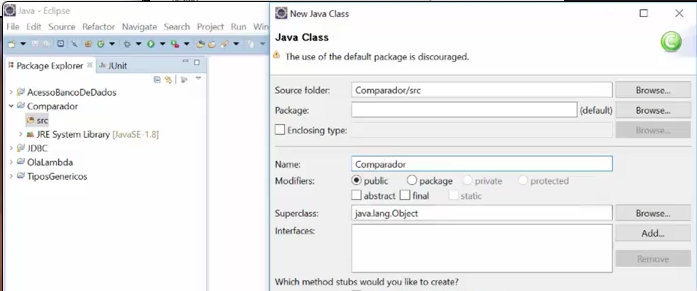 Java - Eclipse
File Edit Source Refactor Navigate Search Project Run Win
Package Explorer JUnit
AcessoBancoDeDados
Comparador
src
JRE System Library [JavaSE-1.8]
JDBC
OlaLambda
TiposGenericos
New Java Class
Java Class
The use of the default package is discouraged.
Source folder: Comparador/src Browse...
Package: (default) Browse...
Enclosing type: Browse...
Name: Comparador
Modifiers: public package private protected
abstract final static
Superclass: java.lang.Object Browse...
Interfaces: Add...
Remove
Which method stubs would you like to create?